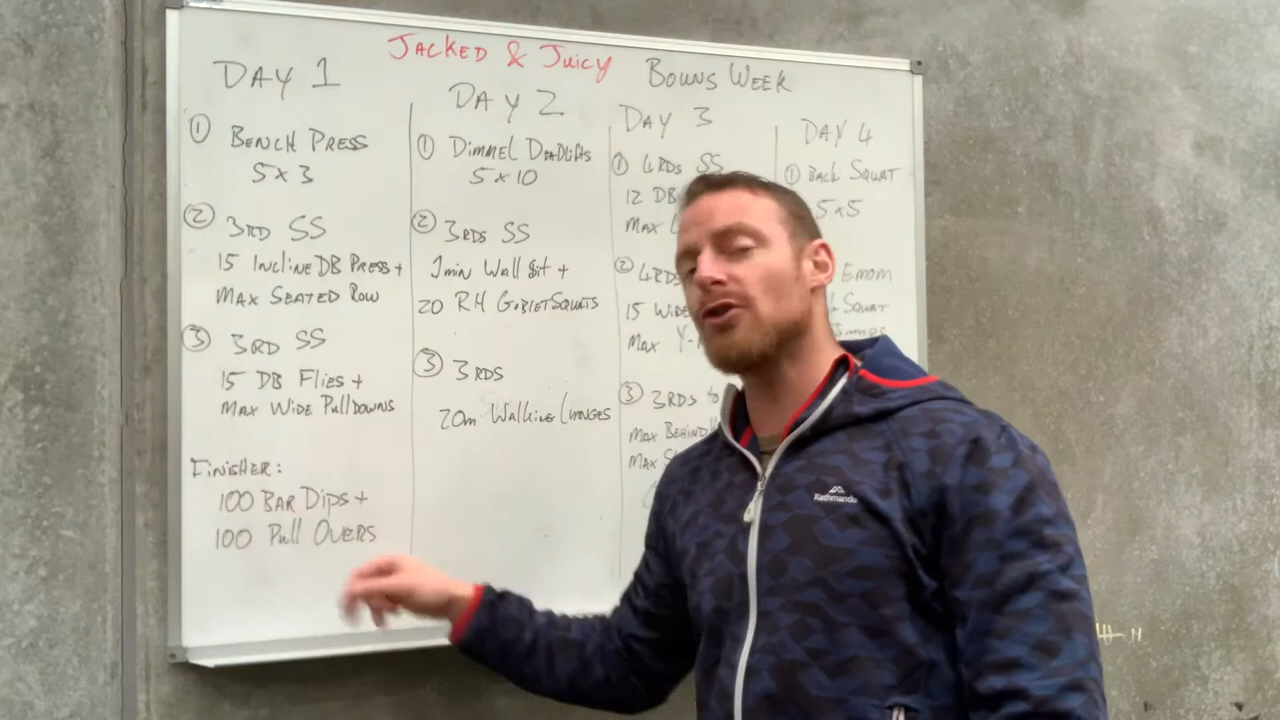 JACKED & JUICY
BOUNS WEEK
DAY 1
① BENCH PRESS
5x3
② 3RD SS
15 INCLINE DB PRESS +
MAX SEATED ROW
③ 3RD SS
15 DB FLIES +
MAX WIDE PULLDOWNS
FINISHER:
100 BAR DIPS +
100 PULL OVERS
DAY 2
① DIMMEL DEADLIFTS
5x10
② 3RDS SS
1 MIN WALL SIT +
20 RH GOBLET SQUATS
③ 3RDS
20m WALKING LUNGES
DAY 3
① 4RDS SS
12 DB
MAX
② 4RDS
15 WIDE
MAX Y-
③ 3RDS to
MAX BEHIND
MAX
DAY 4
① BACK SQUAT
5x5
EMOM
SQUAT
JUMPS
Kathmandu